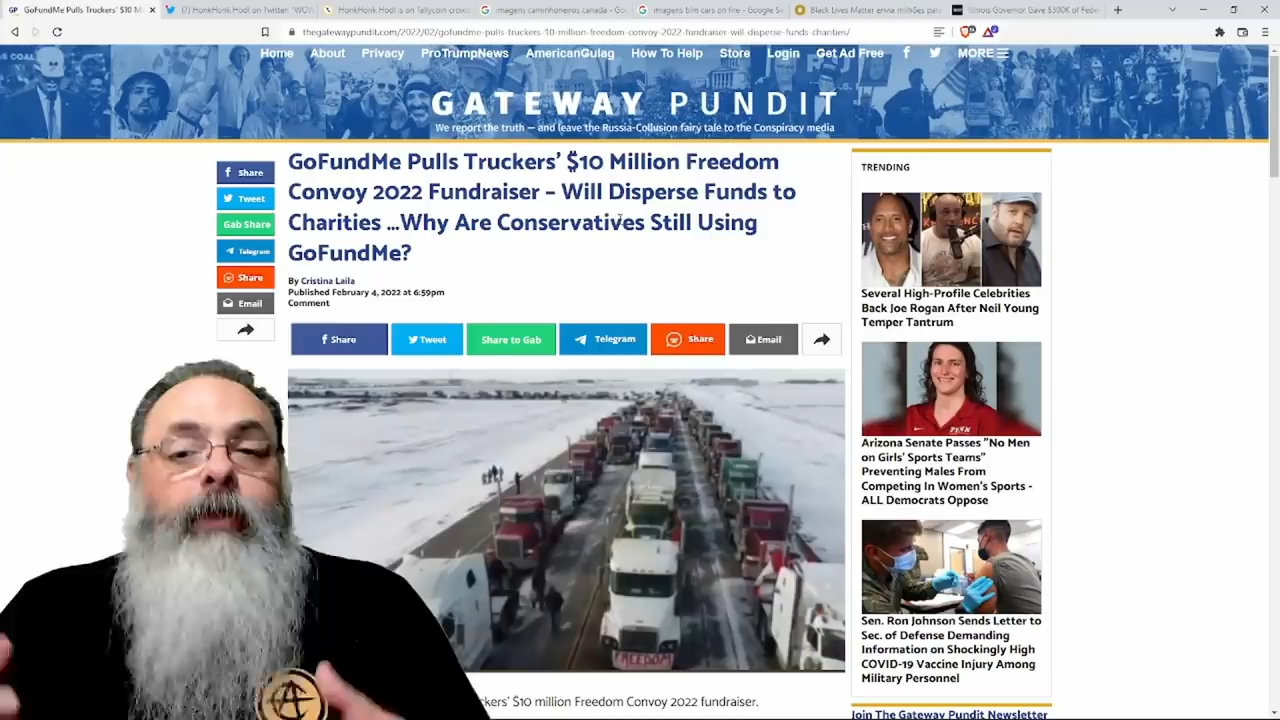 GoFundMe Pulls Truckers' $10 M
HonkHonk Hodl on Twitter: "WOW
HonkHonk Hodl is on Tallycoin crowd
imagens caminhoneiros canada - Go
imagens blm cars on fire - Google Se
Black Lives Matter envia milhões par
Illinois Governor Gave $300K of Fede
thegatewaypundit.com/2022/02/gofundme-pulls-truckers-10-million-freedom-convoy-2022-fundraiser-will-disperse-funds-charities/
Home About Privacy ProTrumpNews AmericanGulag How To Help Store Login Get Ad Free MORE
COAL
GATEWAY PUNDIT
We report the truth — and leave the Russia-Collusion fairy tale to the Conspiracy media
Share
Tweet
Gab Share
Telegram
Share
Email
GoFundMe Pulls Truckers' $10 Million Freedom
Convoy 2022 Fundraiser – Will Disperse Funds to
Charities …Why Are Conservatives Still Using
GoFundMe?
By Cristina Laila
Published February 4, 2022 at 6:59pm
Comment
Share Tweet Share to Gab Telegram Share Email
FREEDOM
kers' $10 million Freedom Convoy 2022 fundraiser.
TRENDING
Several High-Profile Celebrities
Back Joe Rogan After Neil Young
Temper Tantrum
PENN
Arizona Senate Passes "No Men
on Girls' Sports Teams"
Preventing Males From
Competing In Women's Sports -
ALL Democrats Oppose
Sen. Ron Johnson Sends Letter to
Sec. of Defense Demanding
Information on Shockingly High
COVID-19 Vaccine Injury Among
Military Personnel
Join The Gateway Pundit Newsletter